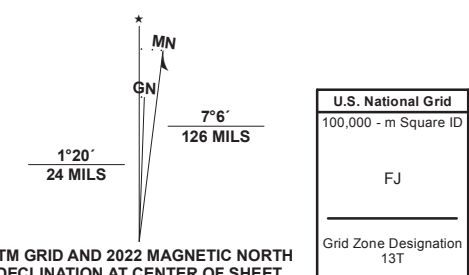 ★
MN
GN
7°6´
126 MILS
1°20´
24 MILS
TM GRID AND 2022 MAGNETIC NORTH
DECLINATION AT CENTER OF SHEET
U.S. National Grid
100,000 - m Square ID
FJ
Grid Zone Designation
13T